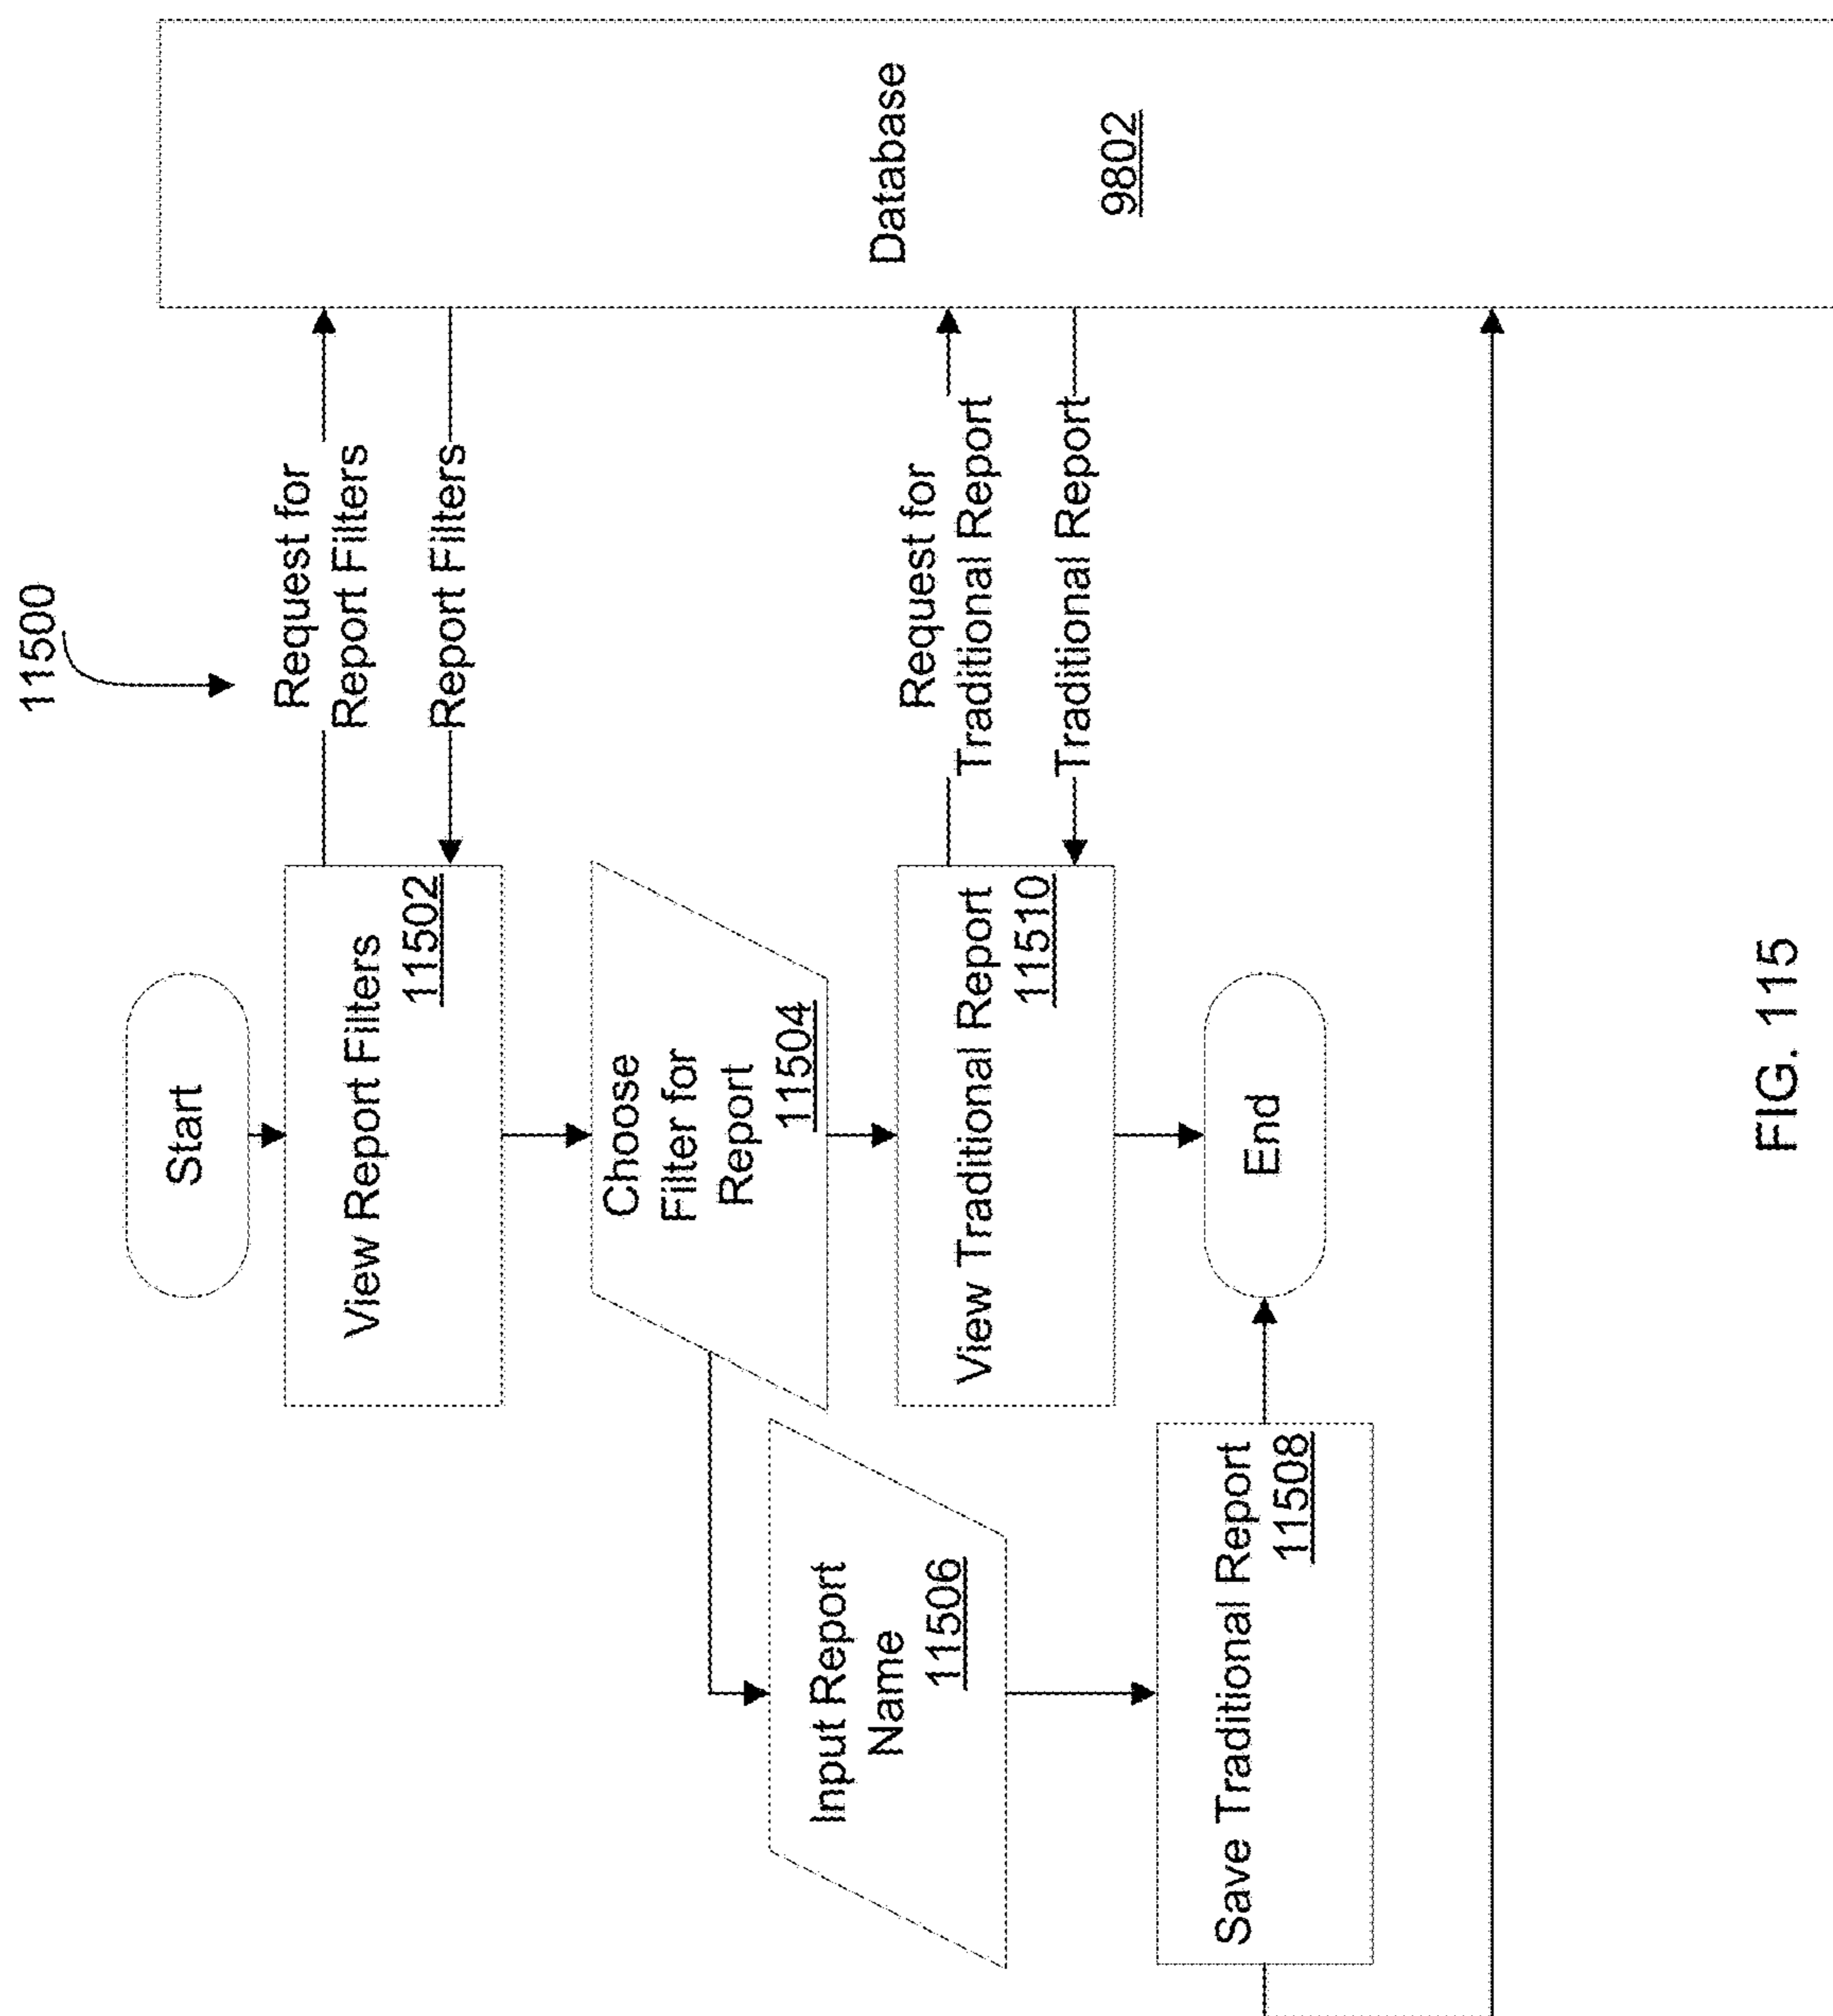 11500
Start
View Report Filters
11502
Request for
Report Filters
Report Filters
Choose
Filter for
Report
11504
Input Report
Name
11506
View Traditional Report
11510
Request for
Traditional Report
Traditional Report
Database
9802
Save Traditional Report
11508
End
FIG. 115